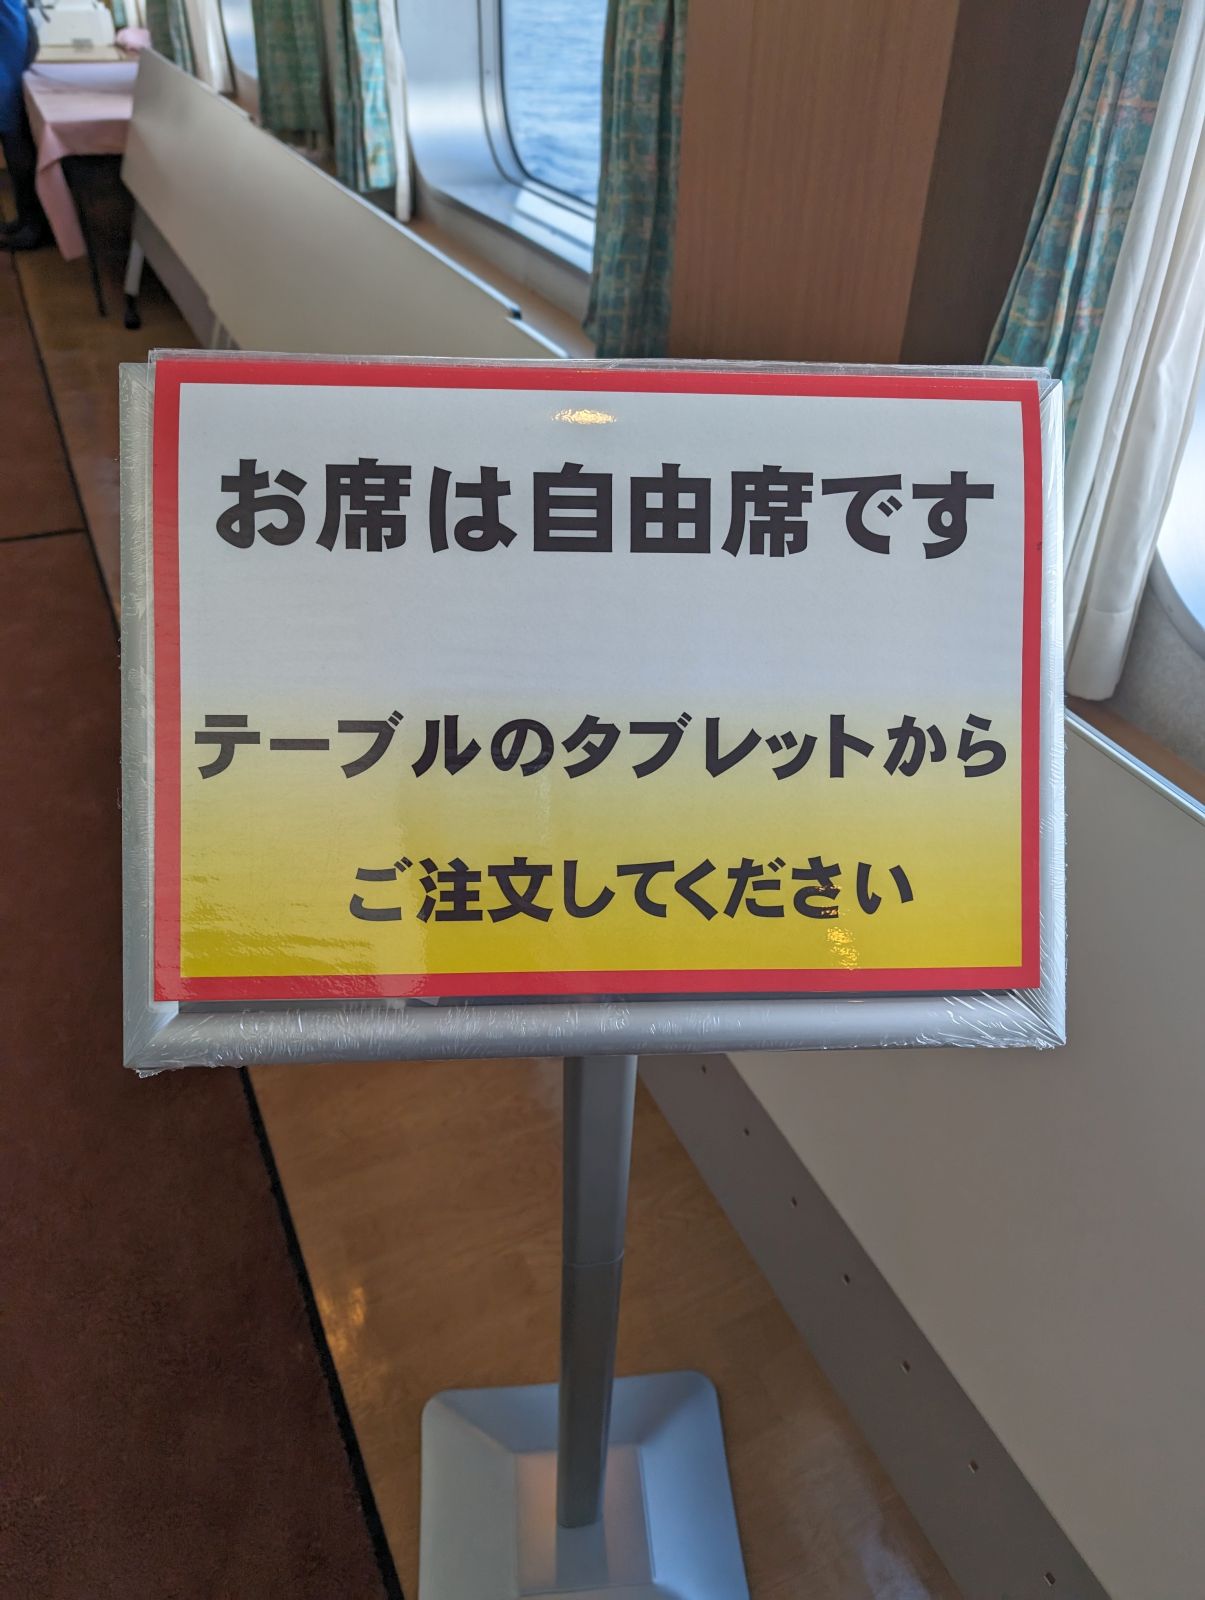 お席は自由席です
テーブルのタブレットから
ご注文してください